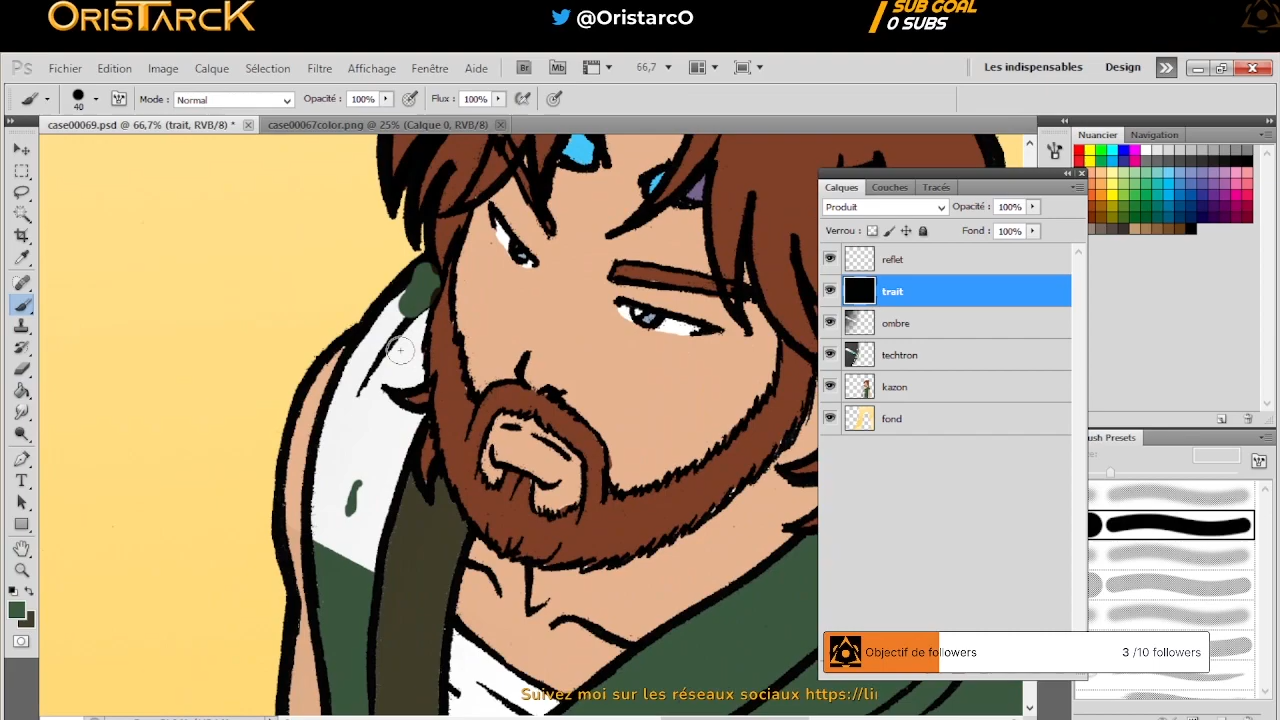 ORISTARCK
@OristarcO
SUB GOAL
0 SUBS
Ps Fichier Edition Image Calque Sélection Filtre Affichage Fenêtre Aide Br Mb 66,7 Les indispensables Design
40 Mode : Normal Opacité : 100% Flux : 100%
case00069.psd @ 66,7% (trait, RVB/8) * case00067color.png @ 25% (Calque 0, RVB/8)
Nuancier Navigation
Calques Couches Tracés
Produit Opacité : 100%
Verrou : Fond : 100%
reflet
trait
ombre
techtron
kazon
fond
ush Presets
Objectif de followers 3 /10 followers
Suivez moi sur les réseaux sociaux https://li